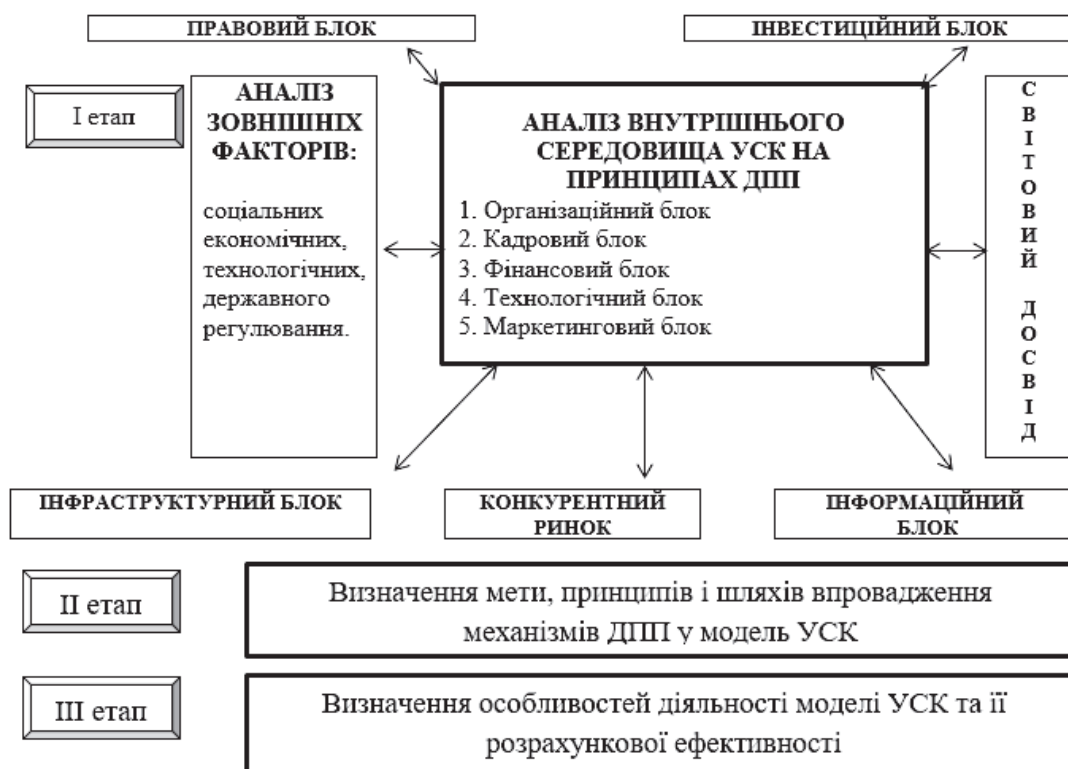 ПРАВОВИЙ БЛОК
ІНВЕСТИЦІЙНИЙ БЛОК
І етап
АНАЛІЗ
ЗОВНІШНІХ
ФАКТОРІВ:
соціальних
економічних,
технологічних,
державного
регулювання.
АНАЛІЗ ВНУТРІШНЬОГО
СЕРЕДОВИЩА УСК НА
ПРИНЦИПАХ ДПП
1. Організаційний блок
2. Кадровий блок
3. Фінансовий блок
4. Технологічний блок
5. Маркетинговий блок
СВІТОВИЙ ДОСВІД
ІНФРАСТРУКТУРНИЙ БЛОК
КОНКУРЕНТНИЙ
РИНОК
ІНФОРМАЦІЙНИЙ
БЛОК
ІІ етап
Визначення мети, принципів і шляхів впровадження
механізмів ДПП у модель УСК
ІІІ етап
Визначення особливостей діяльності моделі УСК та її
розрахункової ефективності